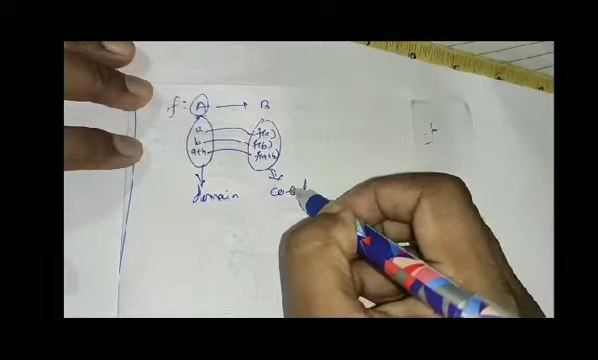 f: A → B
a f(a)
b f(b)
a+h f(a+h)
domain co-d